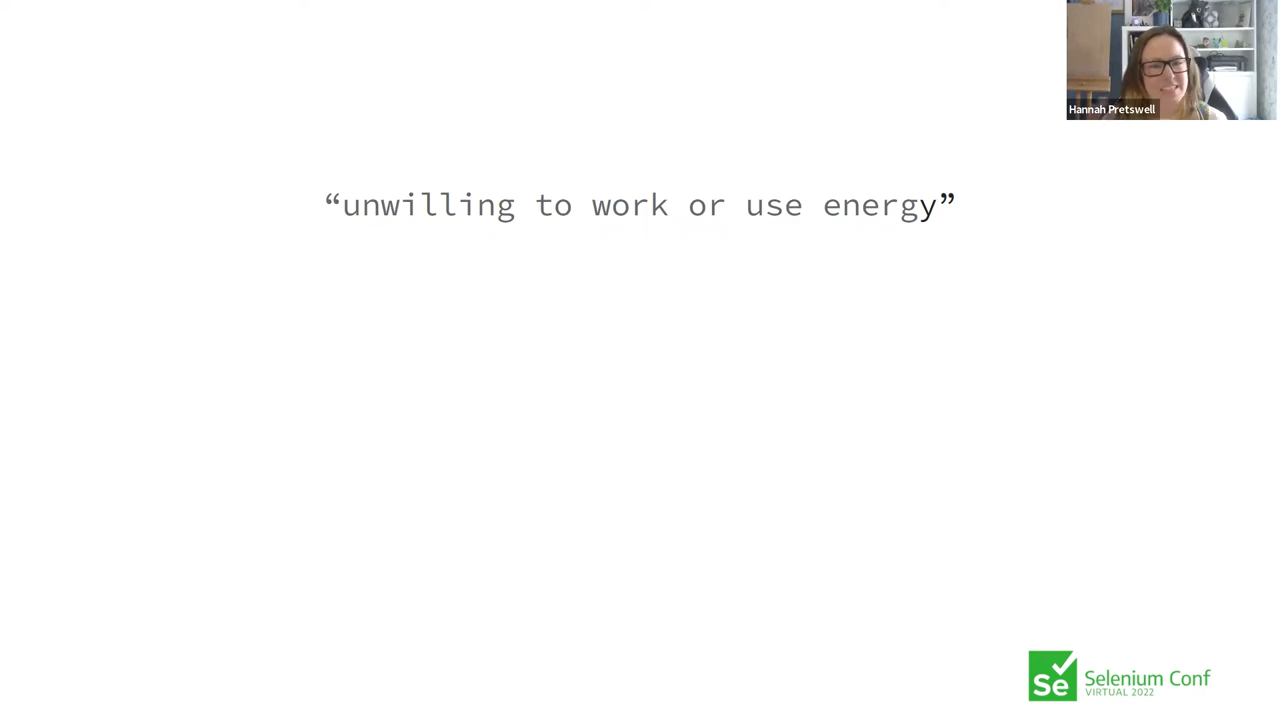 Hannah Pretswell
“unwilling to work or use energy”
Se
Selenium Conf
VIRTUAL 2022